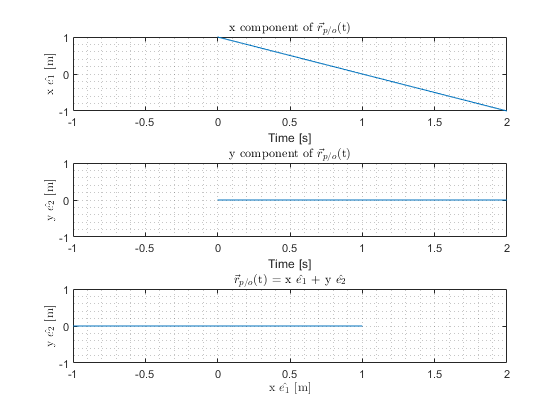 x component of r⃗_{p/o}(t)
1
0
-1
x ê₁ [m]
-1 -0.5 0 0.5 1 1.5 2
Time [s]
y component of r⃗_{p/o}(t)
1
0
-1
y ê₂ [m]
-1 -0.5 0 0.5 1 1.5 2
Time [s]
r⃗_{p/o}(t) = x ê₁ + y ê₂
1
0
-1
y ê₂ [m]
-1 -0.5 0 0.5 1 1.5 2
x ê₁ [m]